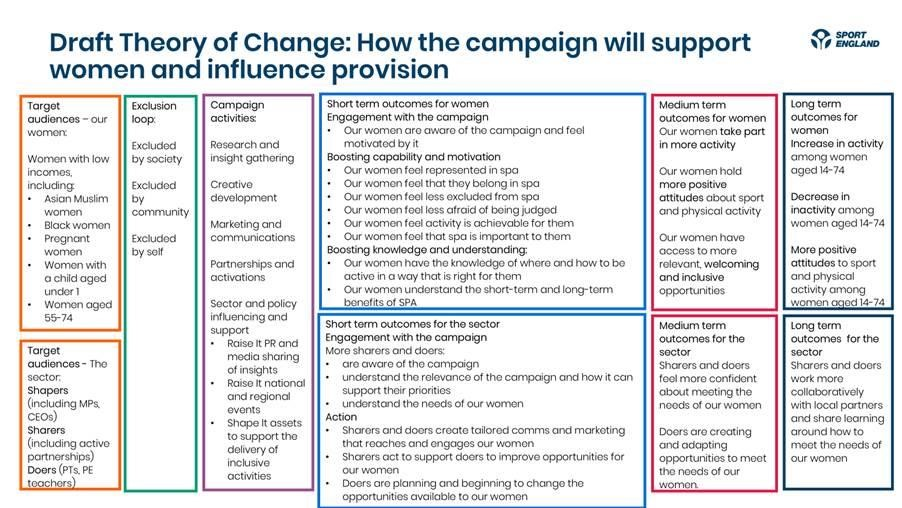 Draft Theory of Change: How the campaign will support
women and influence provision
SPORT
ENGLAND
Target
audiences – our
women:
Women with low
incomes,
including:
• Asian Muslim
women
• Black women
• Pregnant
women
• Women with
a child aged
under 1
• Women aged
55-74
Target
audiences - The
sector:
Shapers
(including MPs,
CEOs)
Sharers
(including active
partnerships)
Doers (PTs, PE
teachers)
Exclusion
loop:
Excluded
by society
Excluded
by
community
Excluded
by self
Campaign
activities:
Research and
insight gathering
Creative
development
Marketing and
communications
Partnerships and
activations
Sector and policy
influencing and
support
• Raise It PR and
media sharing
of insights
• Raise It national
and regional
events
• Shape It assets
to support the
delivery of
inclusive
activities
Short term outcomes for women
Engagement with the campaign
• Our women are aware of the campaign and feel
motivated by it
Boosting capability and motivation
• Our women feel represented in spa
• Our women feel that they belong in spa
• Our women feel less excluded from spa
• Our women feel less afraid of being judged
• Our women feel activity is achievable for them
• Our women feel that spa is important to them
Boosting knowledge and understanding:
• Our women have the knowledge of where and how to be
active in a way that is right for them
• Our women understand the short-term and long-term
benefits of SPA
Short term outcomes for the sector
Engagement with the campaign
More sharers and doers:
• are aware of the campaign
• understand the relevance of the campaign and how it can
support their priorities
• understand the needs of our women
Action
• Sharers and doers create tailored comms and marketing
that reaches and engages our women
• Sharers act to support doers to improve opportunities for
our women
• Doers are planning and beginning to change the
opportunities available to our women
Medium term
outcomes for women
Our women take part
in more activity
Our women hold
more positive
attitudes about sport
and physical activity
Our women have
access to more
relevant, welcoming
and inclusive
opportunities
Medium term
outcomes for the
sector
Sharers and doers
feel more confident
about meeting the
needs of our women
Doers are creating
and adapting
opportunities to meet
the needs of our
women.
Long term
outcomes for
women
Increase in activity
among women
aged 14-74
Decrease in
inactivity among
women aged 14-74
More positive
attitudes to sport
and physical
activity among
women aged 14-74
Long term
outcomes for the
sector
Sharers and doers
work more
collaboratively
with local partners
and share learning
around how to
meet the needs of
our women